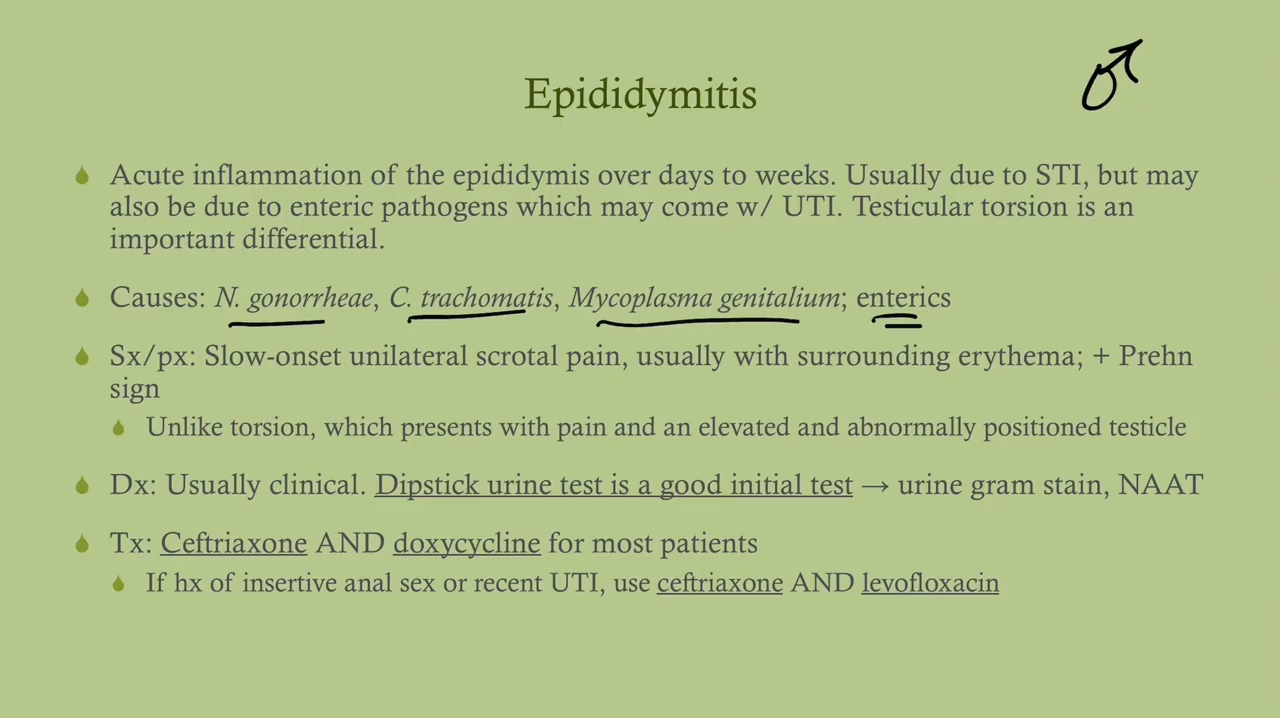 Epididymitis
Acute inflammation of the epididymis over days to weeks. Usually due to STI, but may
also be due to enteric pathogens which may come w/ UTI. Testicular torsion is an
important differential.
Causes: N. gonorrheae, C. trachomatis, Mycoplasma genitalium; enterics
Sx/px: Slow-onset unilateral scrotal pain, usually with surrounding erythema; + Prehn
sign
Unlike torsion, which presents with pain and an elevated and abnormally positioned testicle
Dx: Usually clinical. Dipstick urine test is a good initial test → urine gram stain, NAAT
Tx: Ceftriaxone AND doxycycline for most patients
If hx of insertive anal sex or recent UTI, use ceftriaxone AND levofloxacin